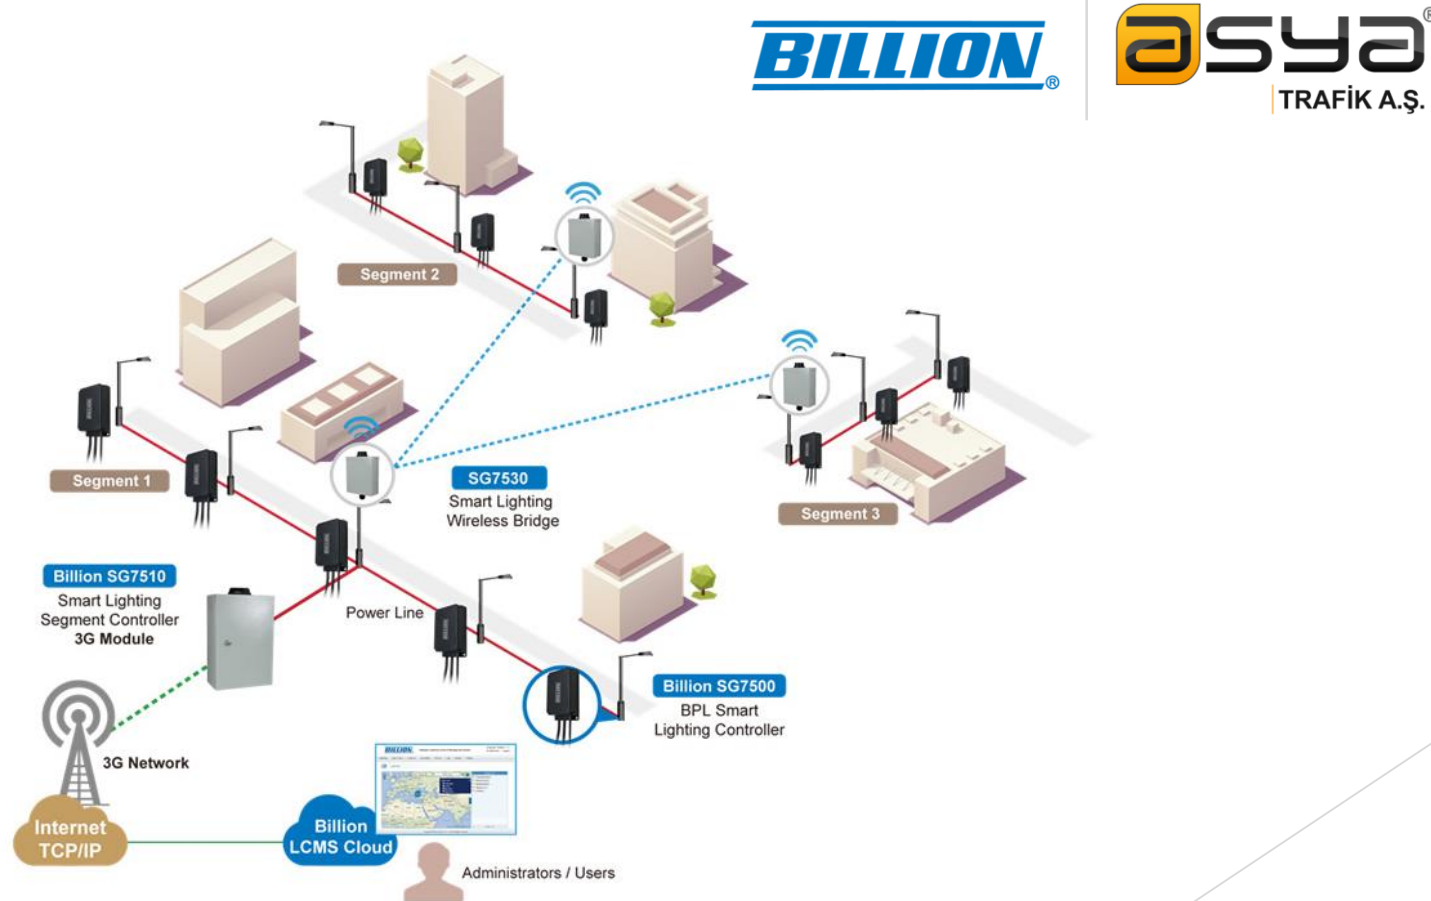 BILLION®
asya®
TRAFİK A.Ş.
Segment 2
Segment 1
SG7530
Smart Lighting
Wireless Bridge
Segment 3
Billion SG7510
Smart Lighting
Segment Controller
3G Module
Power Line
Billion SG7500
BPL Smart
Lighting Controller
3G Network
BILLION
Internet
TCP/IP
Billion
LCMS Cloud
Administrators / Users